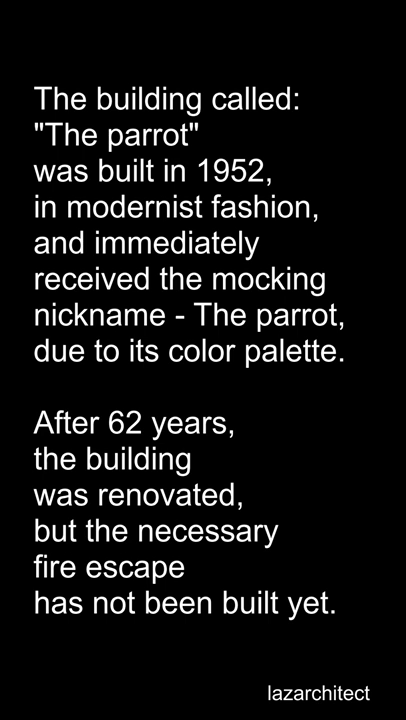 The building called:
"The parrot"
was built in 1952,
in modernist fashion,
and immediately
received the mocking
nickname - The parrot,
due to its color palette.
After 62 years,
the building
was renovated,
but the necessary
fire escape
has not been built yet.
lazarchitect